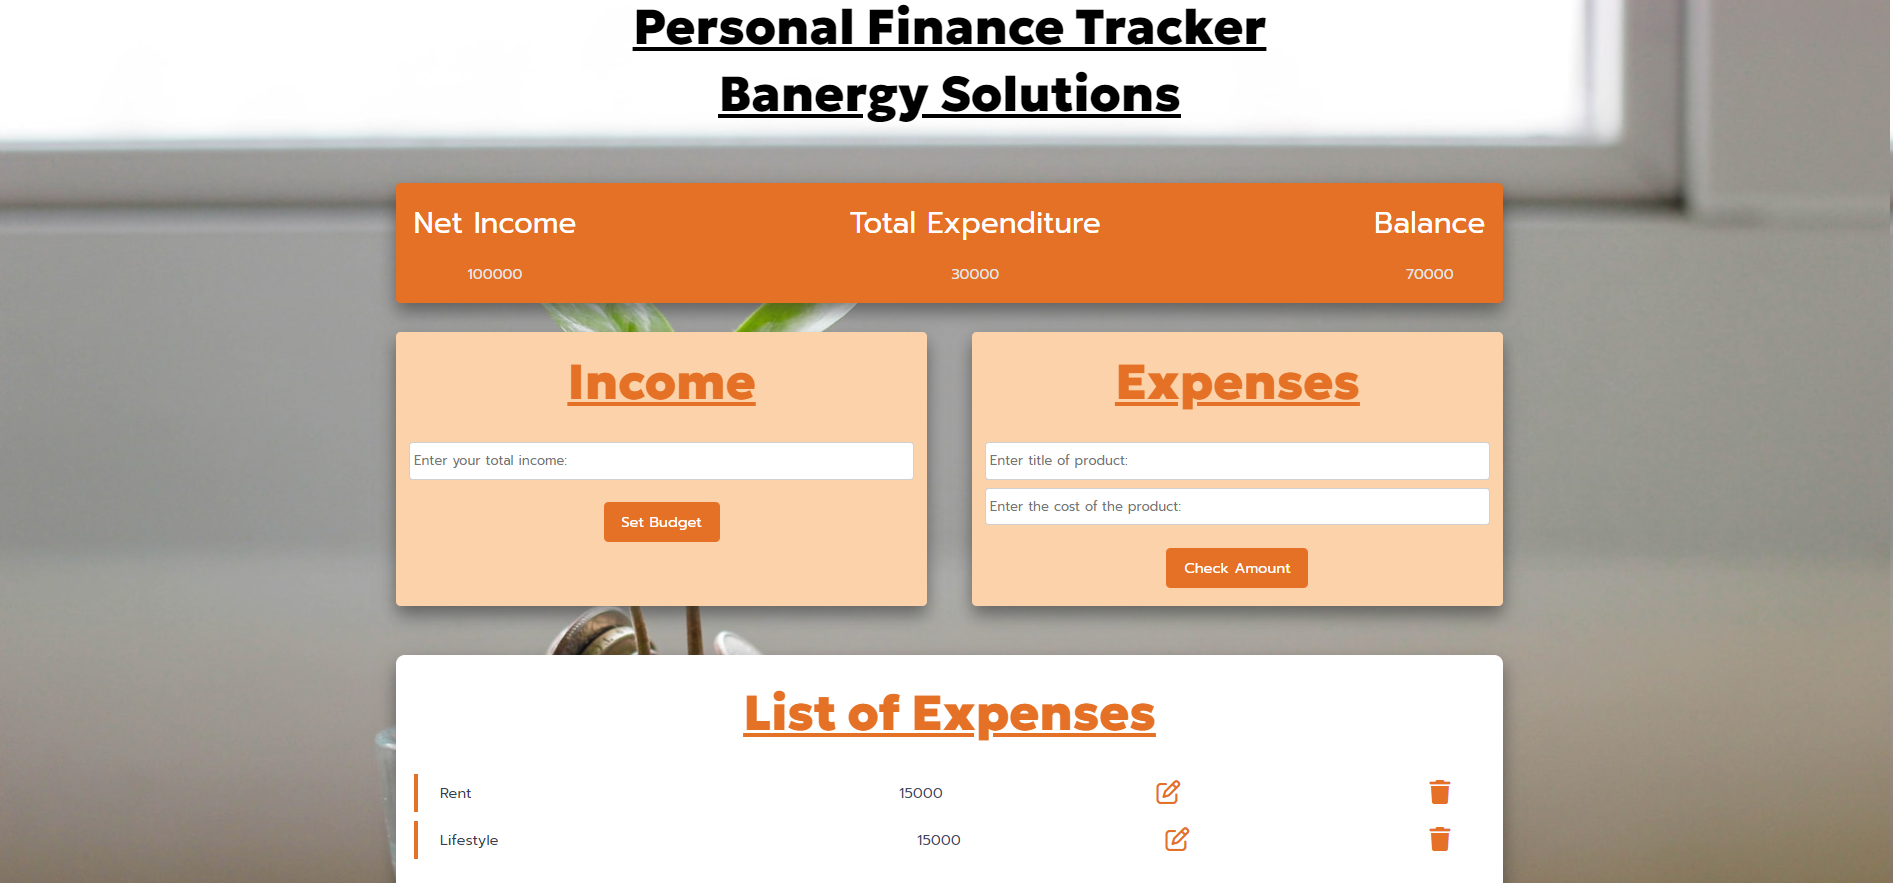 Personal Finance Tracker
Banergy Solutions
Net Income Total Expenditure Balance
100000 30000 70000
Income
Enter your total income:
Set Budget
Expenses
Enter title of product:
Enter the cost of the product:
Check Amount
List of Expenses
Rent 15000
Lifestyle 15000